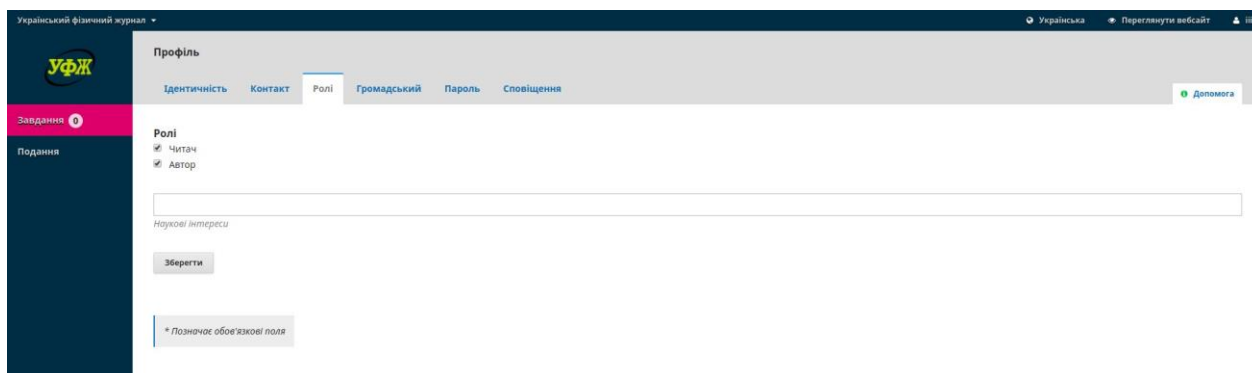 Український фізичний журнал
Українська Переглянути вебсайт ііі
УФЖ
Профіль
Ідентичність Контакт Ролі Громадський Пароль Сповіщення
Допомога
Завдання 0
Подання
Ролі
Читач
Автор
Наукові інтереси
Зберегти
* Позначає обов'язкові поля